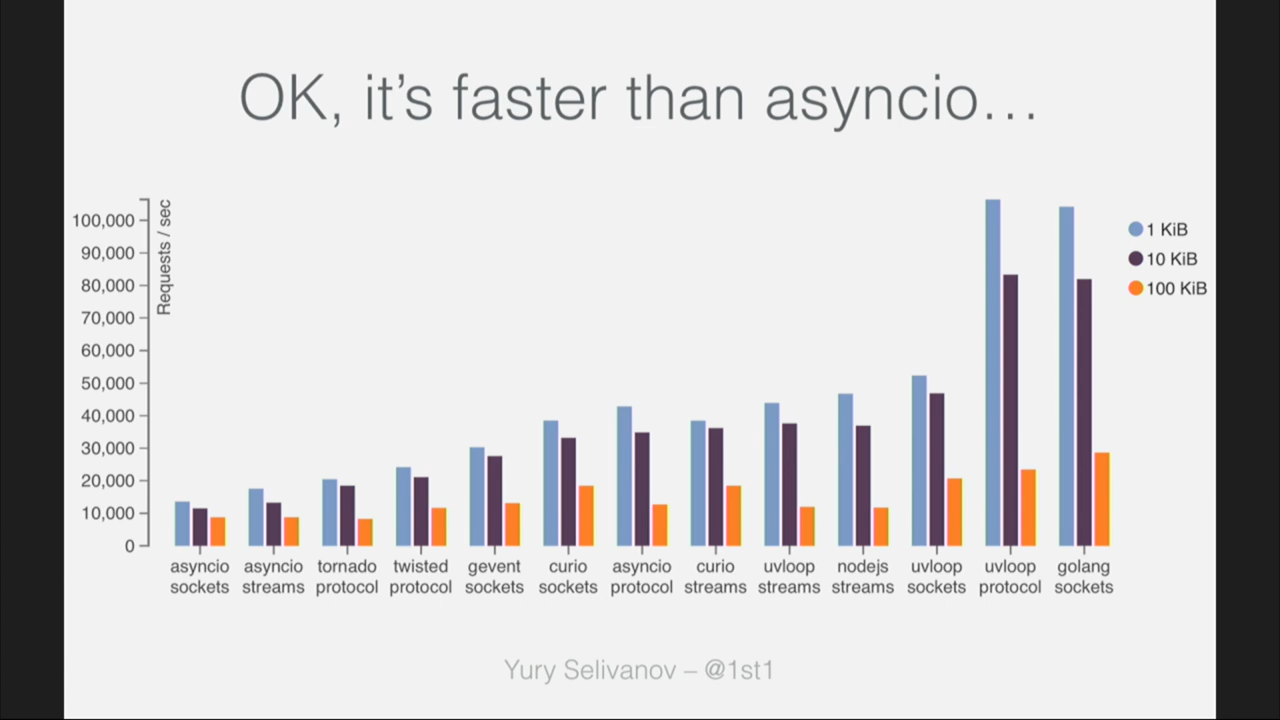 OK, it's faster than asyncio...
100,000
90,000
80,000
70,000
60,000
50,000
40,000
30,000
20,000
10,000
0
Requests / sec
1 KiB
10 KiB
100 KiB
asyncio sockets
asyncio streams
tornado protocol
twisted protocol
gevent sockets
curio sockets
asyncio protocol
curio streams
uvloop streams
nodejs streams
uvloop sockets
uvloop protocol
golang sockets
Yury Selivanov – @1st1